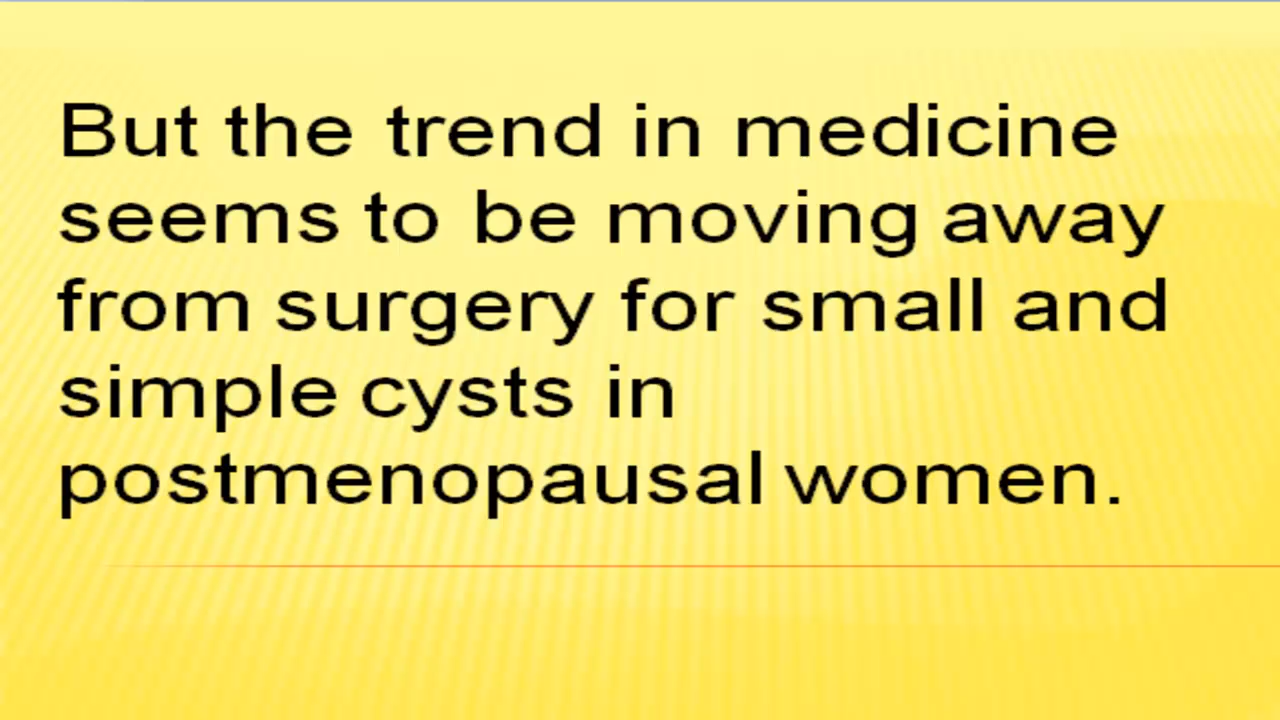 But the trend in medicine
seems to be moving away
from surgery for small and
simple cysts in
postmenopausal women.